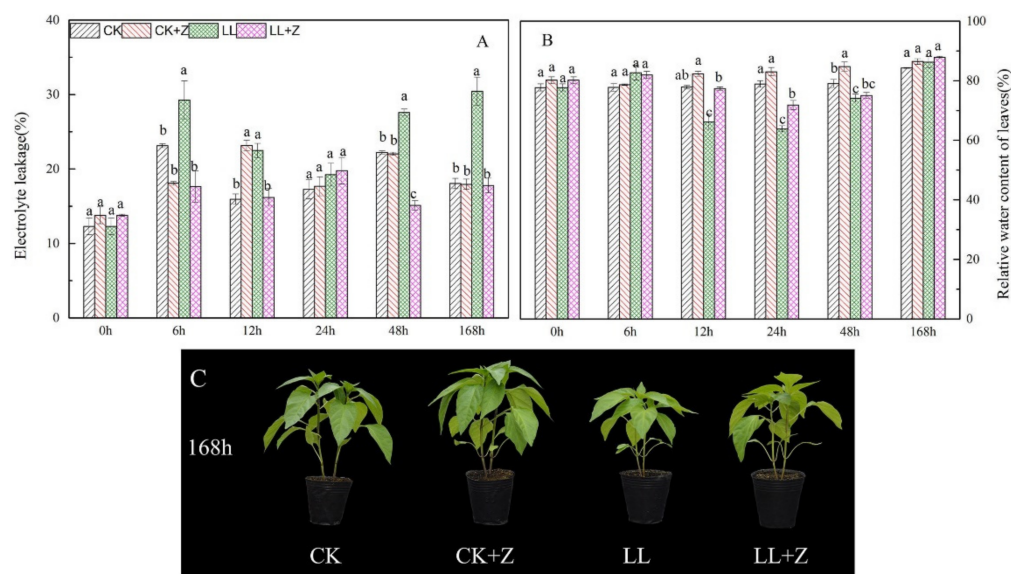 Electrolyte leakage(%)
40
30
20
10
0
CK CK+Z LL LL+Z
A
a a a a
b b a b
b a a b
a a a a
b b a c
b b a b
0h 6h 12h 24h 48h 168h
B
a a a a
a a a a
ab a c b
a a c b
b a c bc
a a a a
0h 6h 12h 24h 48h 168h
100
80
60
40
20
0
Relative water content of leaves(%)
C
168h
CK CK+Z LL LL+Z